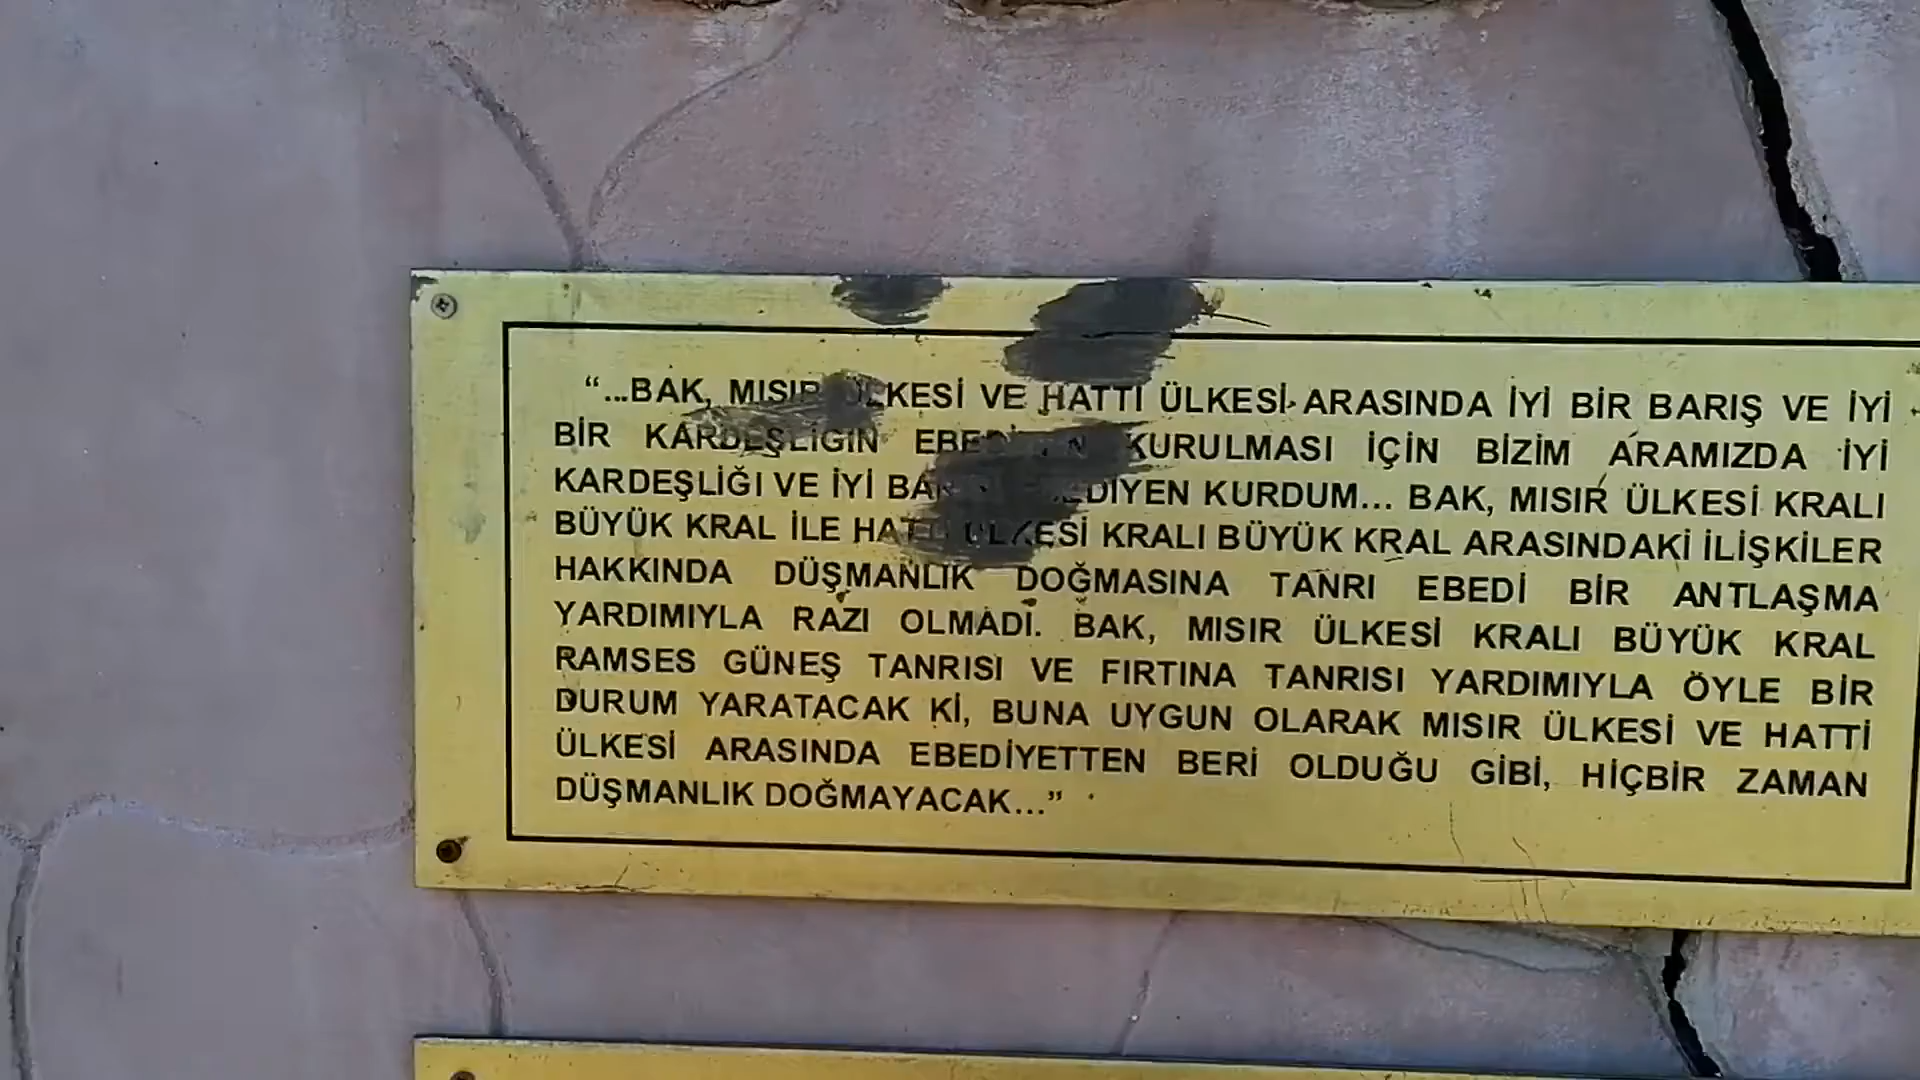 “...BAK, MISIR ÜLKESİ VE HATTI ÜLKESİ ARASINDA İYİ BİR BARIŞ VE İYİ
BİR KARDEŞLİĞİN KURULMASI İÇİN BİZİM ARAMIZDA İYİ
KARDEŞLİĞİ VE İYİ KURDUM... BAK, MISIR ÜLKESİ KRALI
BÜYÜK KRAL İLE HATTI ÜLKESİ KRALI BÜYÜK KRAL ARASINDAKİ İLİŞKİLER
HAKKINDA DÜŞMANLIK DOĞMASINA TANRI EBEDİ BİR ANTLAŞMA
YARDIMIYLA RAZI OLMADI. BAK, MISIR ÜLKESİ KRALI BÜYÜK KRAL
RAMSES GÜNEŞ TANRISI VE FIRTINA TANRISI YARDIMIYLA ÖYLE BİR
DURUM YARATACAK Kİ, BUNA UYGUN OLARAK MISIR ÜLKESİ VE HATTİ
ÜLKESİ ARASINDA EBEDİYETTEN BERİ OLDUĞU GİBİ, HİÇBİR ZAMAN
DÜŞMANLIK DOĞMAYACAK...”